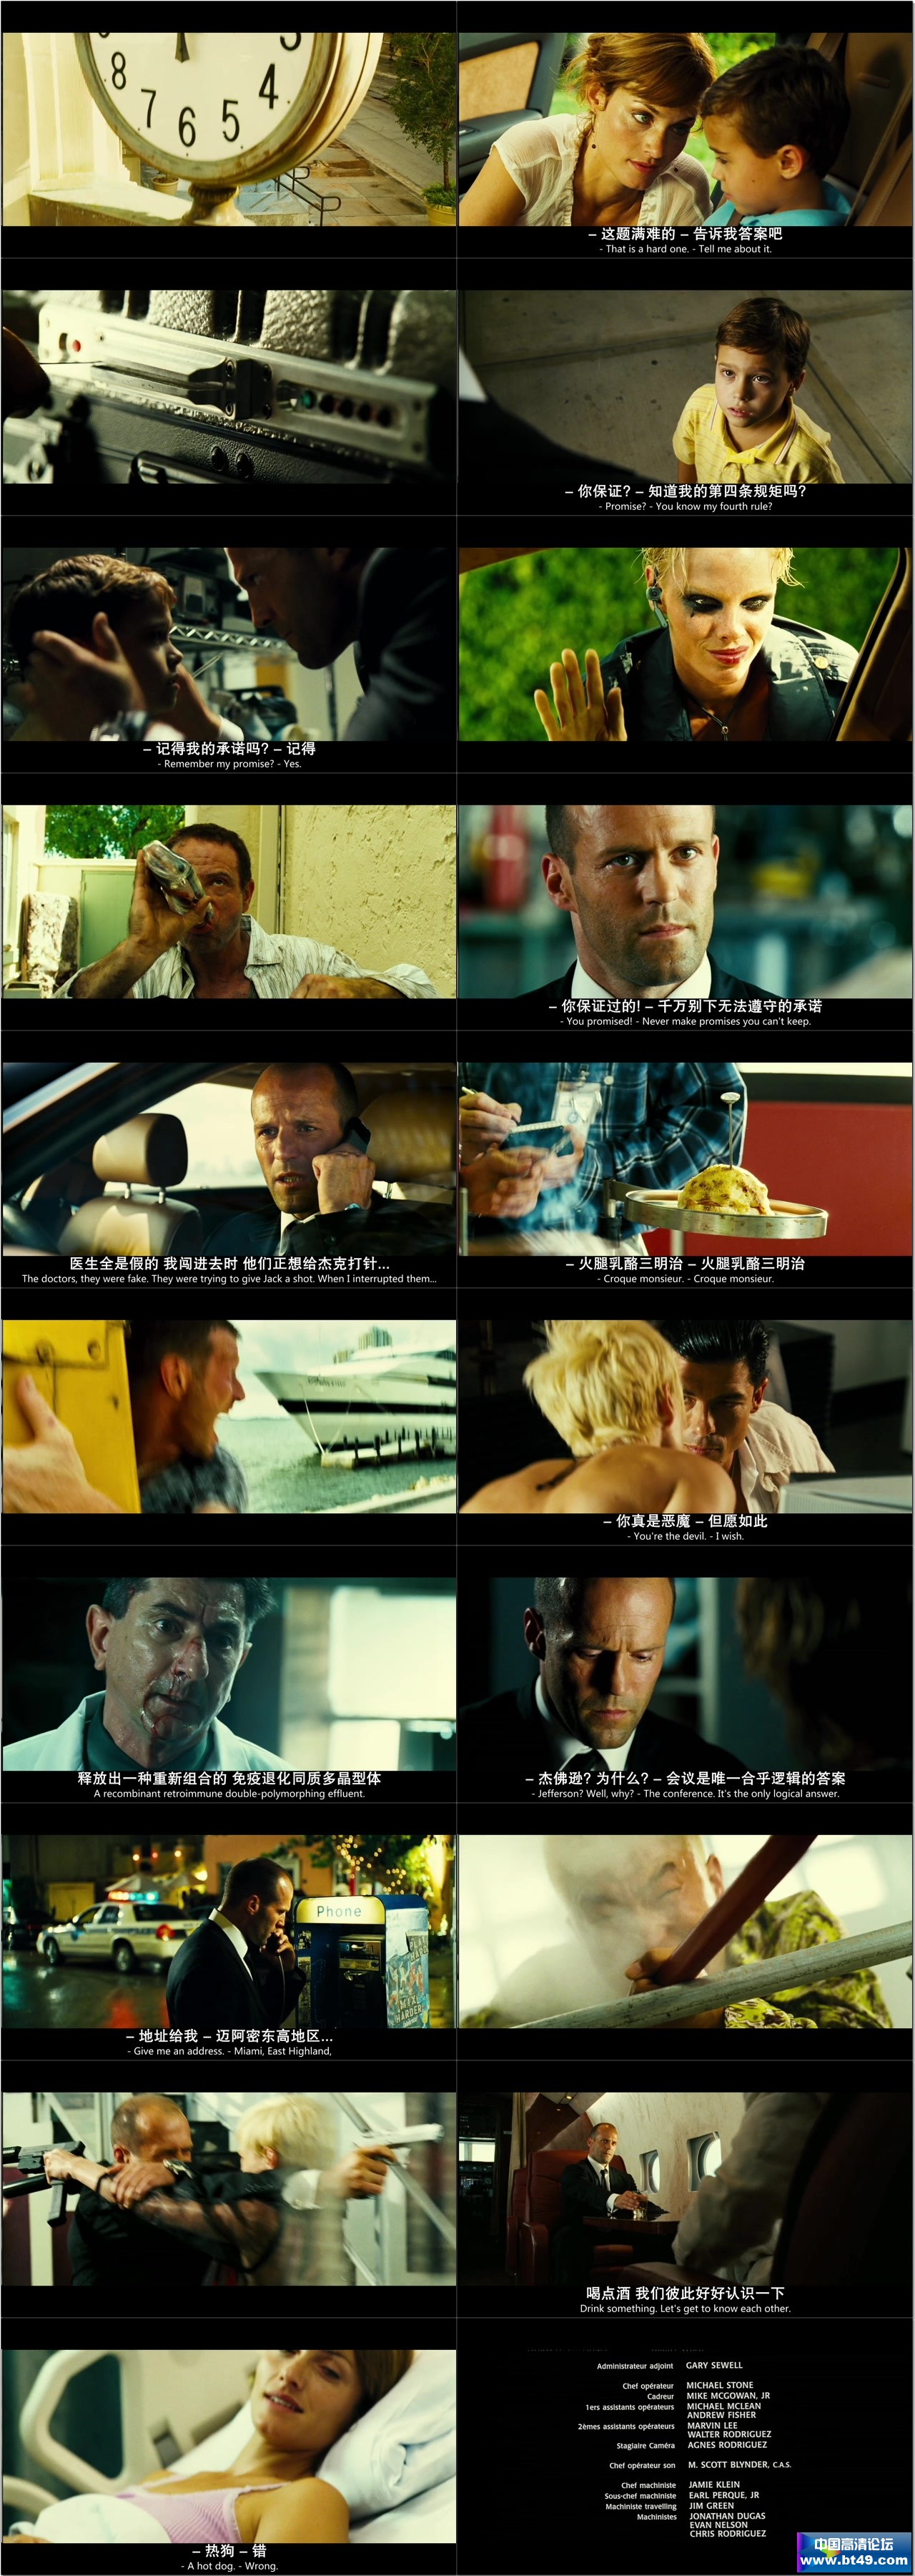 8
7
6
5
4
3
– 这题满难的 – 告诉我答案吧
- That is a hard one. - Tell me about it.
– 你保证? – 知道我的第四条规矩吗?
- Promise? - You know my fourth rule?
– 记得我的承诺吗? – 记得
- Remember my promise? - Yes.
– 你保证过的! – 千万别下无法遵守的承诺
- You promised! - Never make promises you can't keep.
医生全是假的 我闯进去时 他们正想给杰克打针...
The doctors, they were fake. They were trying to give Jack a shot. When I interrupted them...
– 火腿乳酪三明治 – 火腿乳酪三明治
- Croque monsieur. - Croque monsieur.
– 你真是恶魔 – 但愿如此
- You're the devil. - I wish.
释放出一种重新组合的 免疫退化同质多晶型体
A recombinant retroimmune double-polymorphing effluent.
– 杰佛逊? 为什么? – 会议是唯一合乎逻辑的答案
- Jefferson? Well, why? - The conference. It's the only logical answer.
Phone
– 地址给我 – 迈阿密东高地区...
- Give me an address. - Miami, East Highland,
喝点酒 我们彼此好好认识一下
Drink something. Let's get to know each other.
– 热狗 – 错
- A hot dog. - Wrong.
Administrateur adjoint GARY SEWELL
Chef opérateur MICHAEL STONE
Cadreur MIKE MCGOWAN, JR
1ers assistants opérateurs MICHAEL MCLEAN
ANDREW FISHER
2èmes assistants opérateurs MARVIN LEE
WALTER RODRIGUEZ
Stagiaire Caméra AGNES RODRIGUEZ
Chef opérateur son M. SCOTT BLYNDER, C.A.S.
Chef machiniste JAMIE KLEIN
Sous-chef machiniste EARL PERQUE, JR
Machiniste travelling JIM GREEN
Machinistes JONATHAN DUGAS
EVAN NELSON
CHRIS RODRIGUEZ
中国高清论坛
www.bt49.com